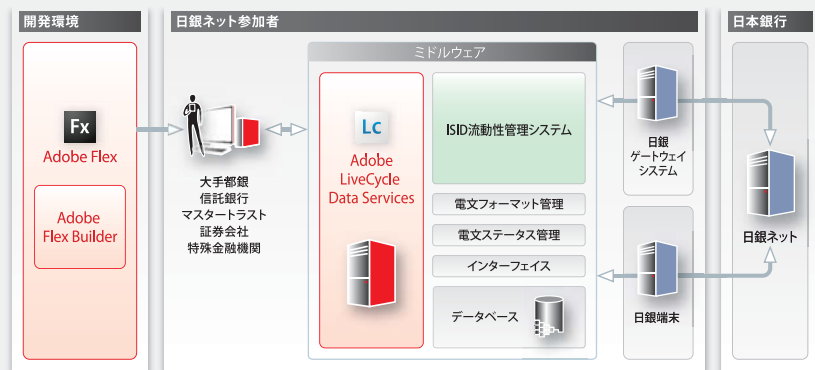 開発環境
Fx
Adobe Flex
Adobe
Flex Builder
日銀ネット参加者
大手都銀
信託銀行
マスタートラスト
証券会社
特殊金融機関
ミドルウェア
Lc
Adobe
LiveCycle
Data Services
ISID流動性管理システム
電文フォーマット管理
電文ステータス管理
インターフェイス
データベース
日銀
ゲートウェイ
システム
日銀端末
日本銀行
日銀ネット